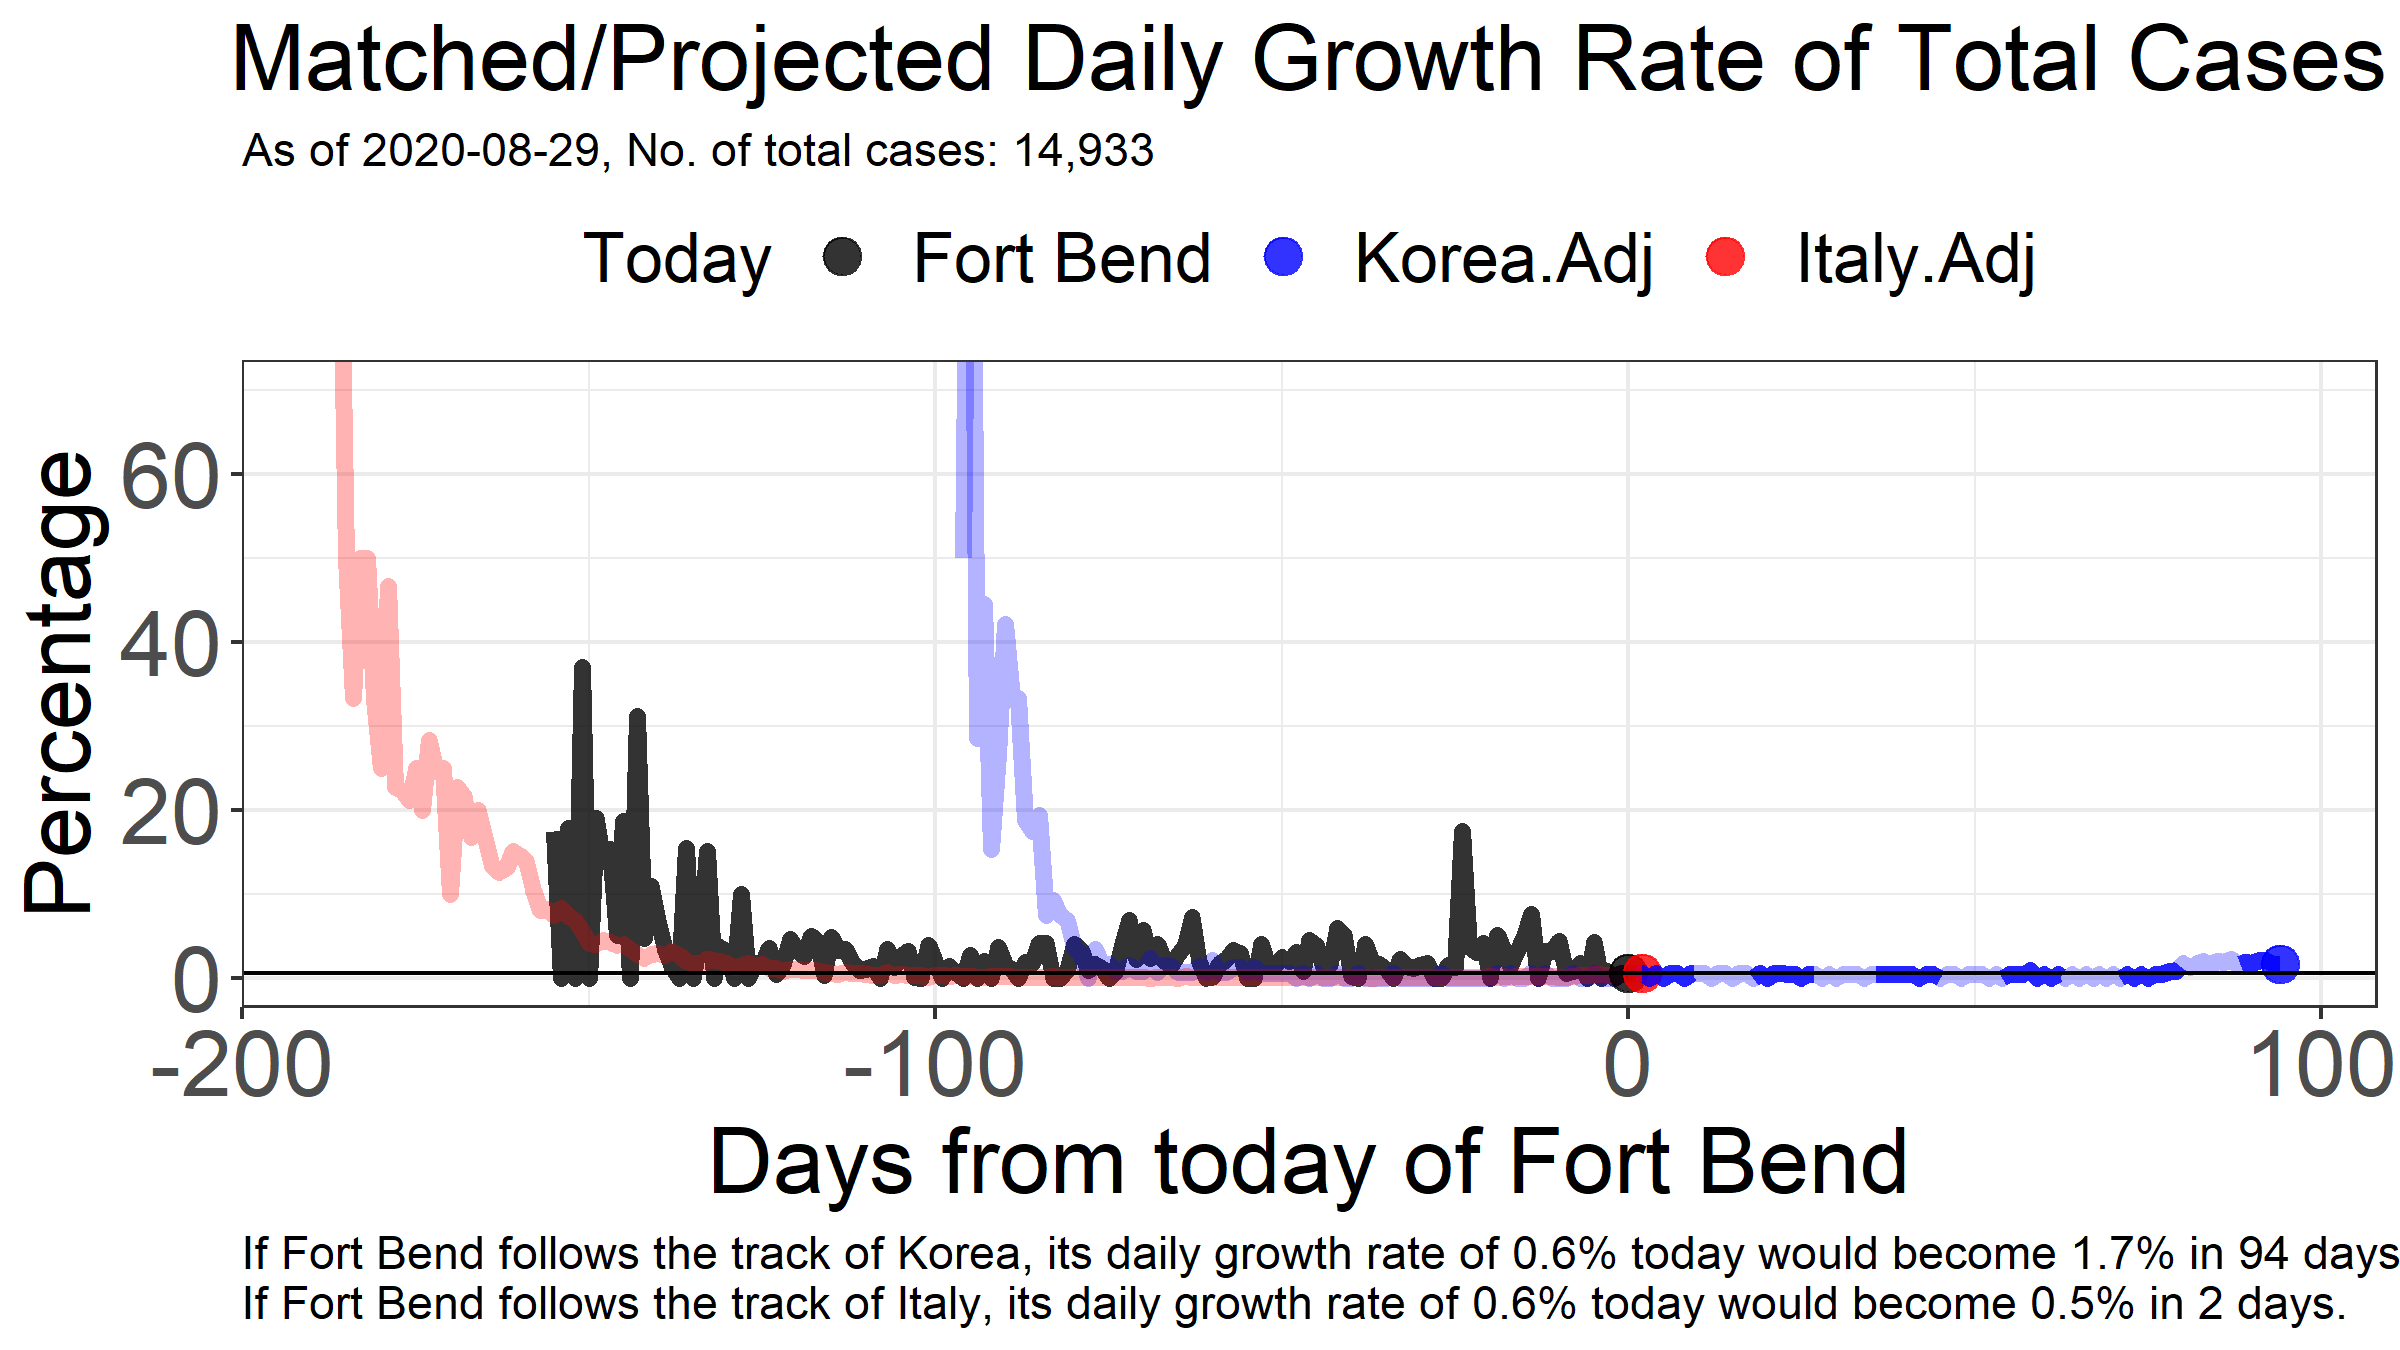 Matched/Projected Daily Growth Rate of Total Cases
As of 2020-08-29, No. of total cases: 14,933
Today Fort Bend Korea.Adj Italy.Adj
Percentage
60
40
20
0
-200 -100 0 100
Days from today of Fort Bend
If Fort Bend follows the track of Korea, its daily growth rate of 0.6% today would become 1.7% in 94 days
If Fort Bend follows the track of Italy, its daily growth rate of 0.6% today would become 0.5% in 2 days.